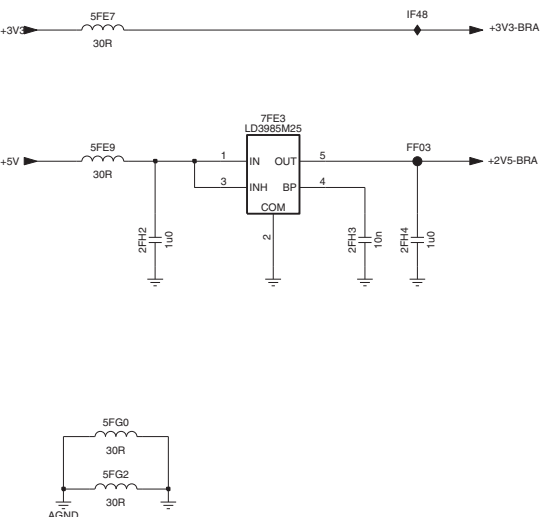 5FE7
IF48
+3V3
+3V3-BRA
30R
7FE3
LD3985M25
5FE9
1
IN
OUT
5
FF03
+5V
+2V5-BRA
30R
3
INH
BP
4
COM
2FH2
1u0
2
2FH3
10n
2FH4
1u0
5FG0
30R
5FG2
30R
AGND